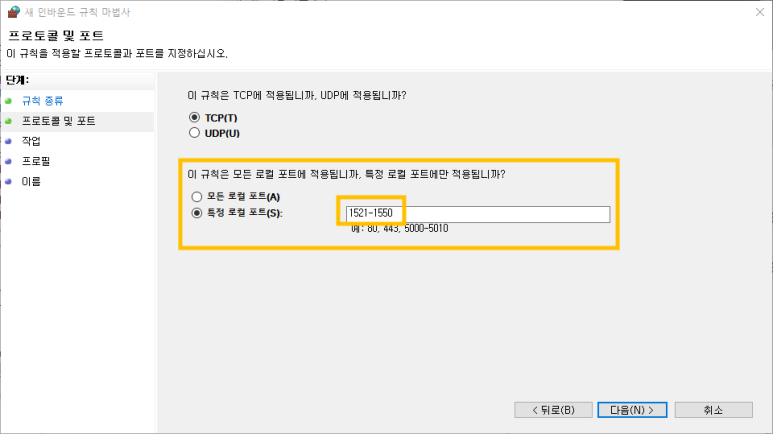 새 인바운드 규칙 마법사
프로토콜 및 포트
이 규칙을 적용할 프로토콜과 포트를 지정하십시오.
단계:
규칙 종류
프로토콜 및 포트
작업
프로필
이름
이 규칙은 TCP에 적용됩니까, UDP에 적용됩니까?
TCP(T)
UDP(U)
이 규칙은 모든 로컬 포트에 적용됩니까, 특정 로컬 포트에만 적용됩니까?
모든 로컬 포트(A)
특정 로컬 포트(S):
1521-1550
예: 80, 443, 5000-5010
< 뒤로(B)
다음(N) >
취소